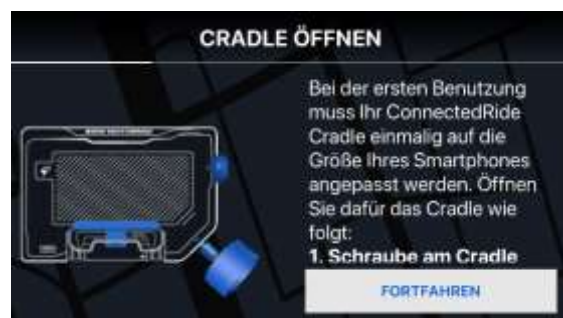 CRADLE ÖFFNEN
Bei der ersten Benutzung
muss Ihr ConnectedRide
Cradle einmalig auf die
Größe Ihres Smartphones
angepasst werden. Öffnen
Sie dafür das Cradle wie
folgt:
1. Schraube am Cradle
FORTFAHREN